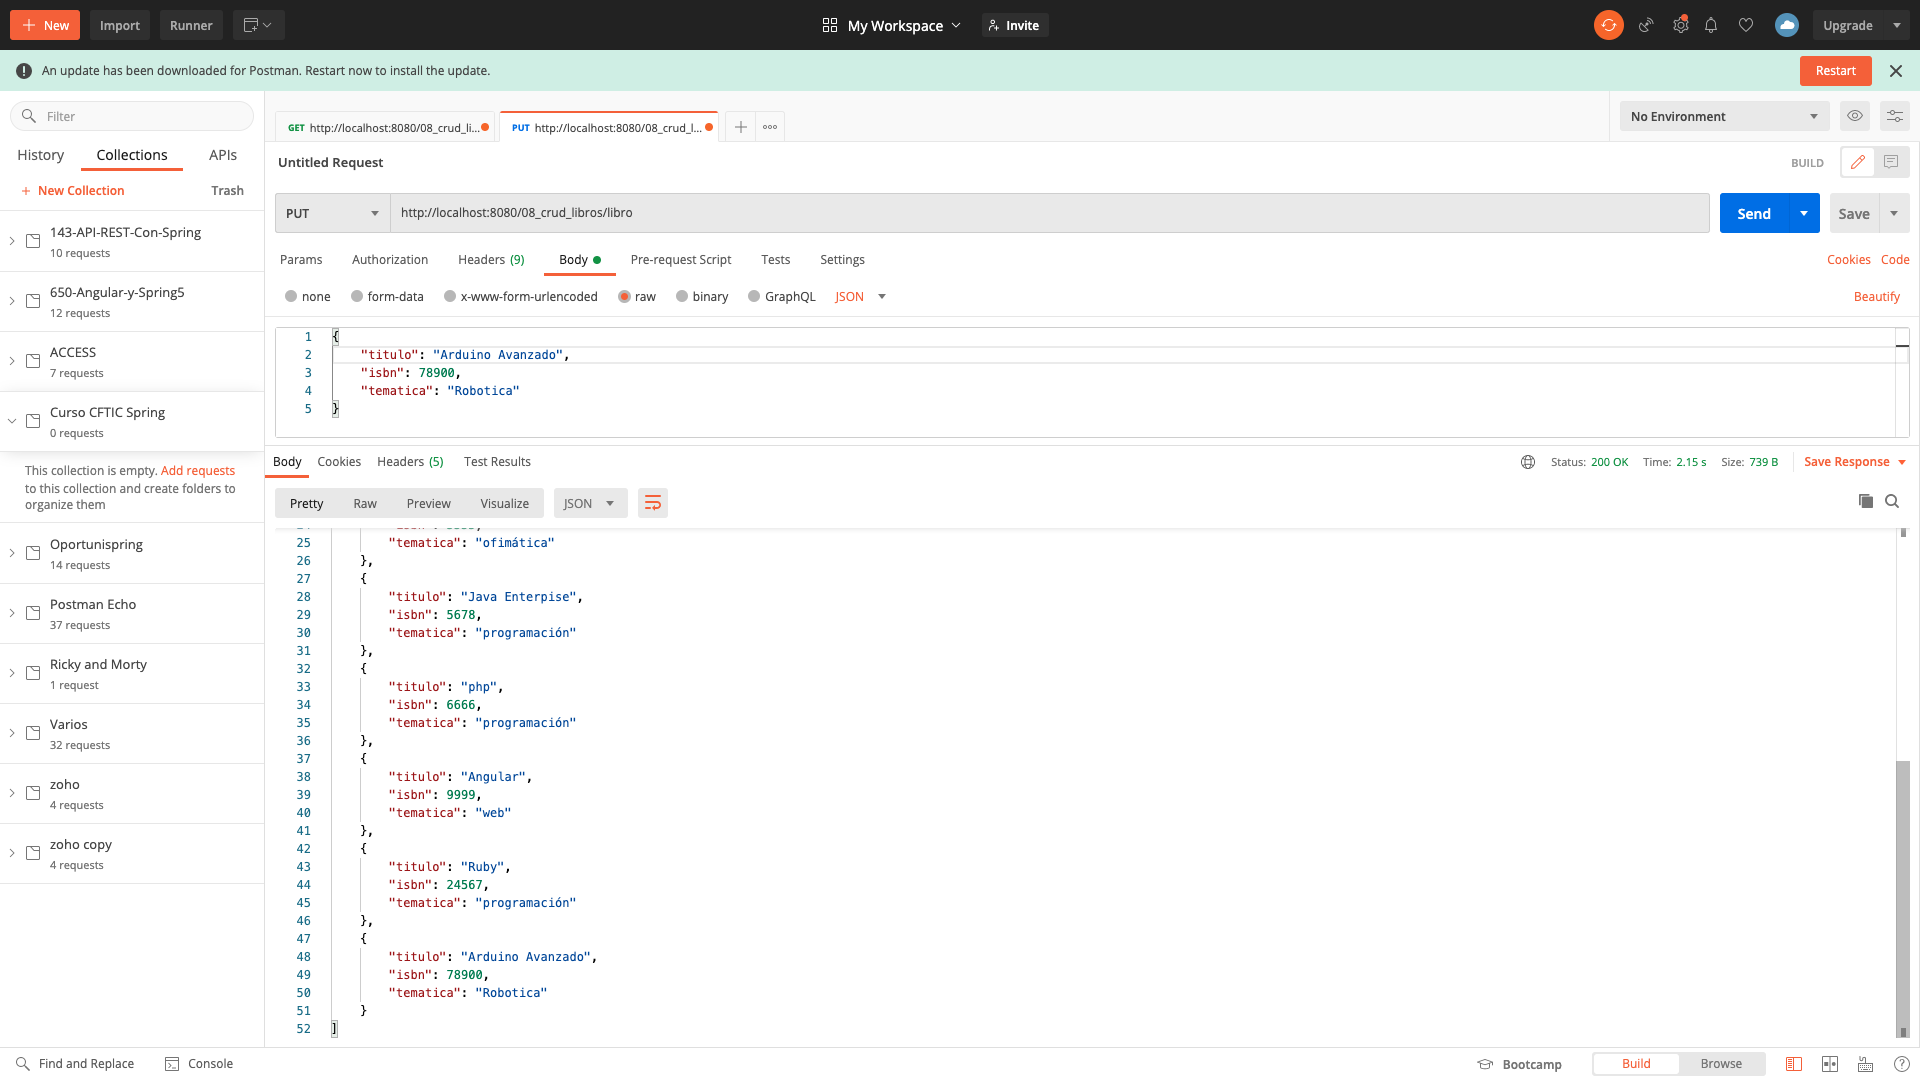 New
Import
Runner
My Workspace
Invite
Upgrade
An update has been downloaded for Postman. Restart now to install the update.
Restart
Filter
History
Collections
APIs
New Collection
Trash
143-API-REST-Con-Spring
10 requests
650-Angular-y-Spring5
12 requests
ACCESS
7 requests
Curso CFTIC Spring
0 requests
This collection is empty. Add requests
to this collection and create folders to
organize them
Oportunispring
14 requests
Postman Echo
37 requests
Ricky and Morty
1 request
Varios
32 requests
zoho
4 requests
zoho copy
4 requests
GET http://localhost:8080/08_crud_li...
PUT http://localhost:8080/08_crud_l...
No Environment
Untitled Request
BUILD
PUT
http://localhost:8080/08_crud_libros/libro
Send
Save
Params
Authorization
Headers (9)
Body
Pre-request Script
Tests
Settings
Cookies
Code
none
form-data
x-www-form-urlencoded
raw
binary
GraphQL
JSON
Beautify
1 {
2 "titulo": "Arduino Avanzado",
3 "isbn": 78900,
4 "tematica": "Robotica"
5 }
Body
Cookies
Headers (5)
Test Results
Status: 200 OK
Time: 2.15 s
Size: 739 B
Save Response
Pretty
Raw
Preview
Visualize
JSON
25 "tematica": "ofimática"
26 },
27 {
28 "titulo": "Java Enterpise",
29 "isbn": 5678,
30 "tematica": "programación"
31 },
32 {
33 "titulo": "php",
34 "isbn": 6666,
35 "tematica": "programación"
36 },
37 {
38 "titulo": "Angular",
39 "isbn": 9999,
40 "tematica": "web"
41 },
42 {
43 "titulo": "Ruby",
44 "isbn": 24567,
45 "tematica": "programación"
46 },
47 {
48 "titulo": "Arduino Avanzado",
49 "isbn": 78900,
50 "tematica": "Robotica"
51 }
52 ]
Find and Replace
Console
Bootcamp
Build
Browse